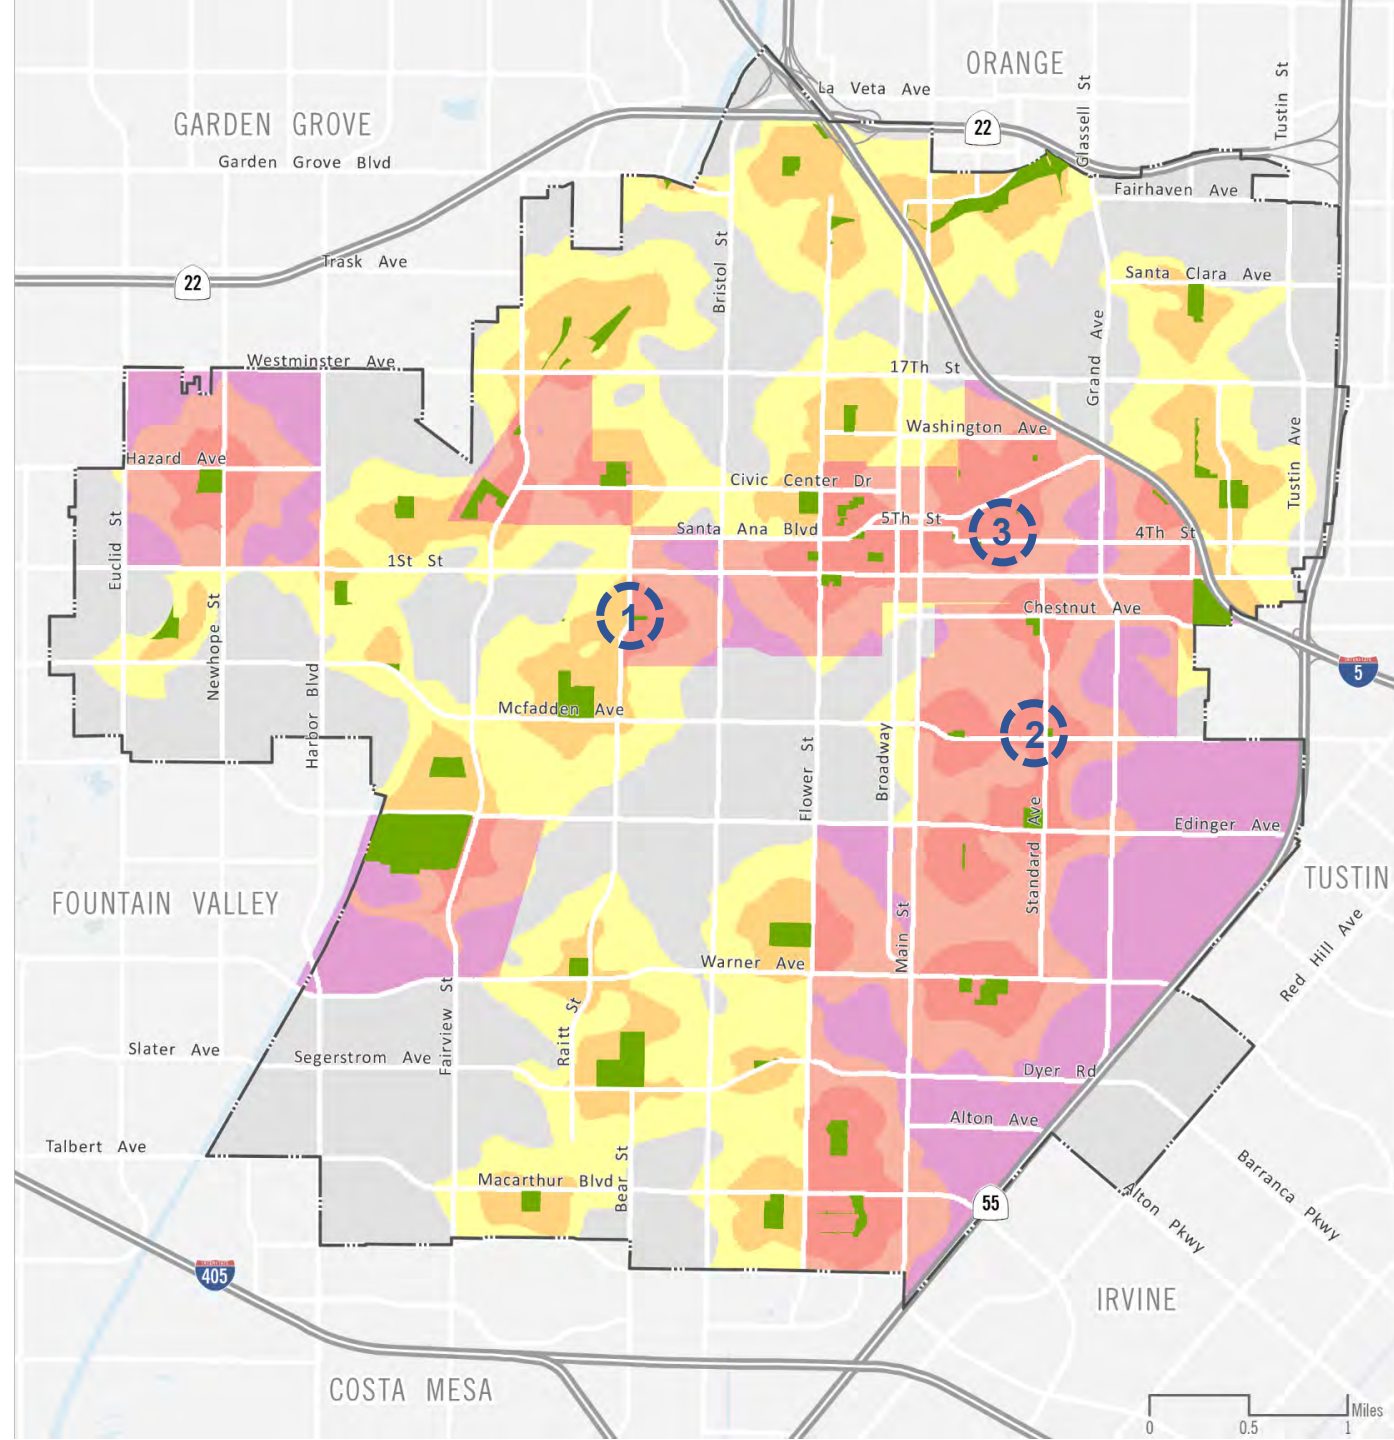 ORANGE
La Veta Ave
Glassell St
Tustin St
GARDEN GROVE
22
Garden Grove Blvd
Fairhaven Ave
Trask Ave
Bristol St
Santa Clara Ave
22
Grand Ave
Westminster Ave
17Th St
Washington Ave
Tustin Ave
Hazard Ave
Civic Center Dr
Santa Ana Blvd
5Th St
3
4Th St
Euclid St
1St St
Newhope St
1
Chestnut Ave
Harbor Blvd
5
Mcfadden Ave
2
Flower St
Broadway
Standard Ave
Edinger Ave
FOUNTAIN VALLEY
TUSTIN
Main St
Red Hill Ave
Warner Ave
Fairview St
Raitt St
Slater Ave
Segerstrom Ave
Dyer Rd
Alton Ave
Talbert Ave
Bear St
Macarthur Blvd
Barranca Pkwy
Alton Pkwy
55
INTERSTATE
405
IRVINE
COSTA MESA
Miles
0
0.5
1